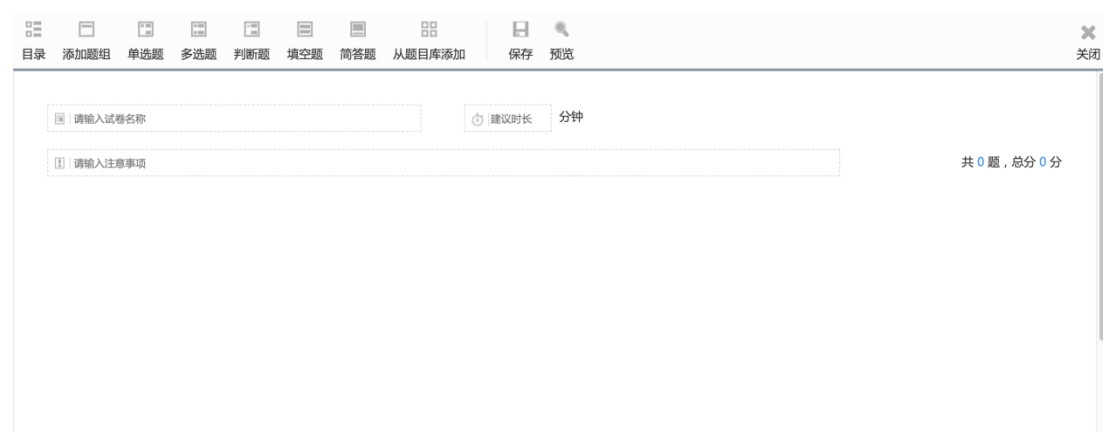 目录 添加题组 单选题 多选题 判断题 填空题 简答题 从题目库添加 保存 预览 关闭
请输入试卷名称 建议时长 分钟
请输入注意事项 共 0 题，总分 0 分